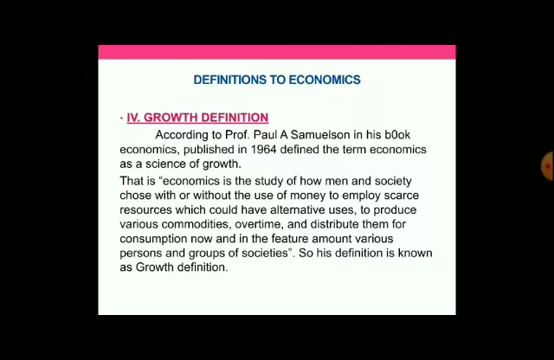 DEFINITIONS TO ECONOMICS
• IV. GROWTH DEFINITION
According to Prof. Paul A Samuelson in his b0ok
economics, published in 1964 defined the term economics
as a science of growth.
That is “economics is the study of how men and society
chose with or without the use of money to employ scarce
resources which could have alternative uses, to produce
various commodities, overtime, and distribute them for
consumption now and in the feature amount various
persons and groups of societies”. So his definition is known
as Growth definition.